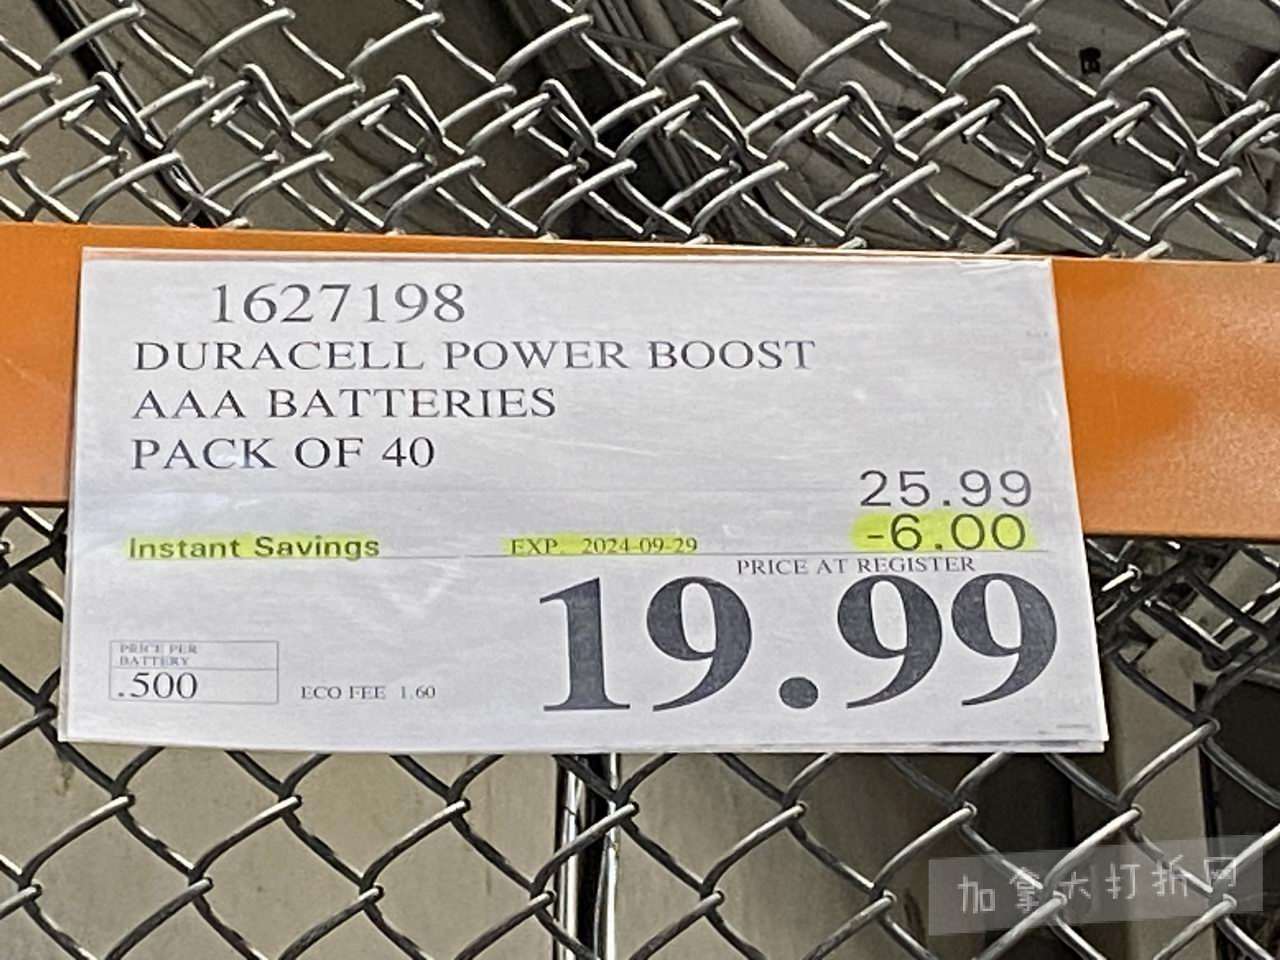 1627198
DURACELL POWER BOOST
AAA BATTERIES
PACK OF 40
25.99
Instant Savings EXP. 2024-09-29 -6.00
PRICE AT REGISTER
19.99
PRICE PER
BATTERY
.500
ECO FEE 1.60
加拿大打折网